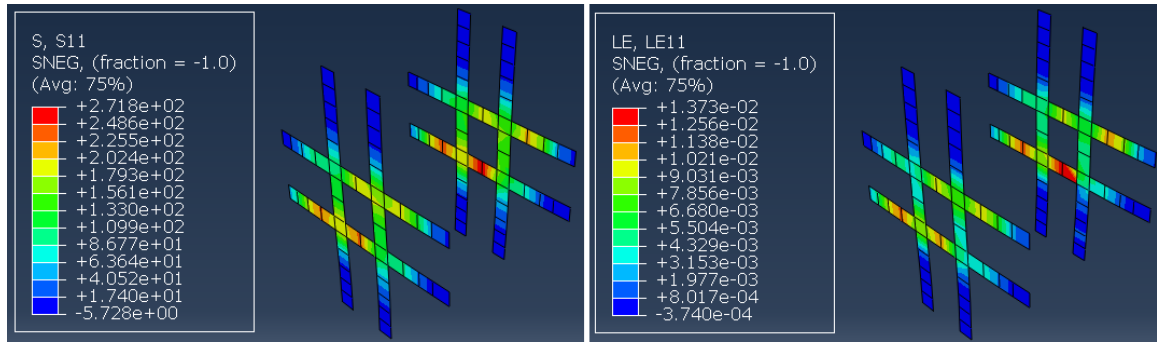 S, S11
SNEG, (fraction = -1.0)
(Avg: 75%)
+2.718e+02
+2.486e+02
+2.255e+02
+2.024e+02
+1.793e+02
+1.561e+02
+1.330e+02
+1.099e+02
+8.677e+01
+6.364e+01
+4.052e+01
+1.740e+01
-5.728e+00
LE, LE11
SNEG, (fraction = -1.0)
(Avg: 75%)
+1.373e-02
+1.256e-02
+1.138e-02
+1.021e-02
+9.031e-03
+7.856e-03
+6.680e-03
+5.504e-03
+4.329e-03
+3.153e-03
+1.977e-03
+8.017e-04
-3.740e-04